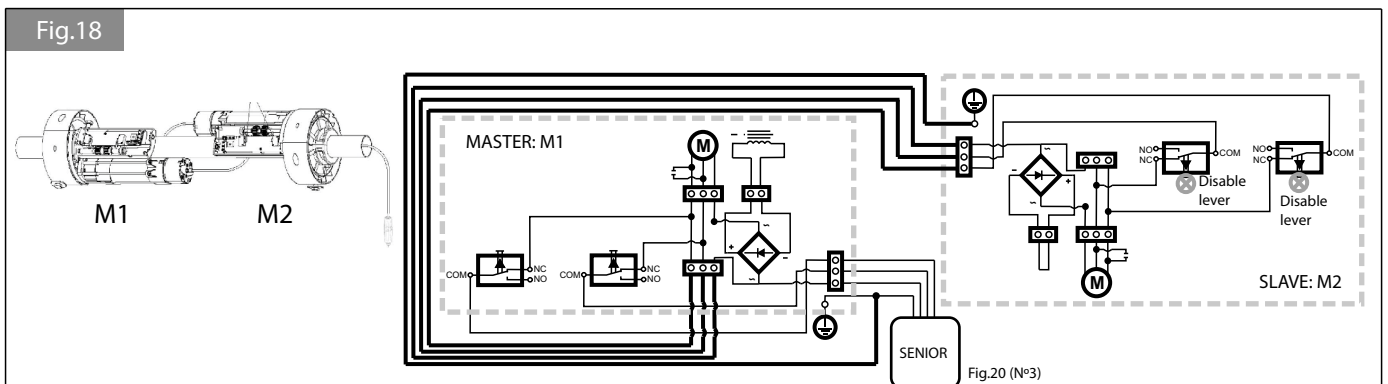 Fig.18
M1
M2
MASTER: M1
M
COM
NC
NO
COM
NC
NO
M
SENIOR
Fig.20 (Nº3)
NO
NC
COM
Disable
lever
NO
NC
COM
Disable
lever
SLAVE: M2